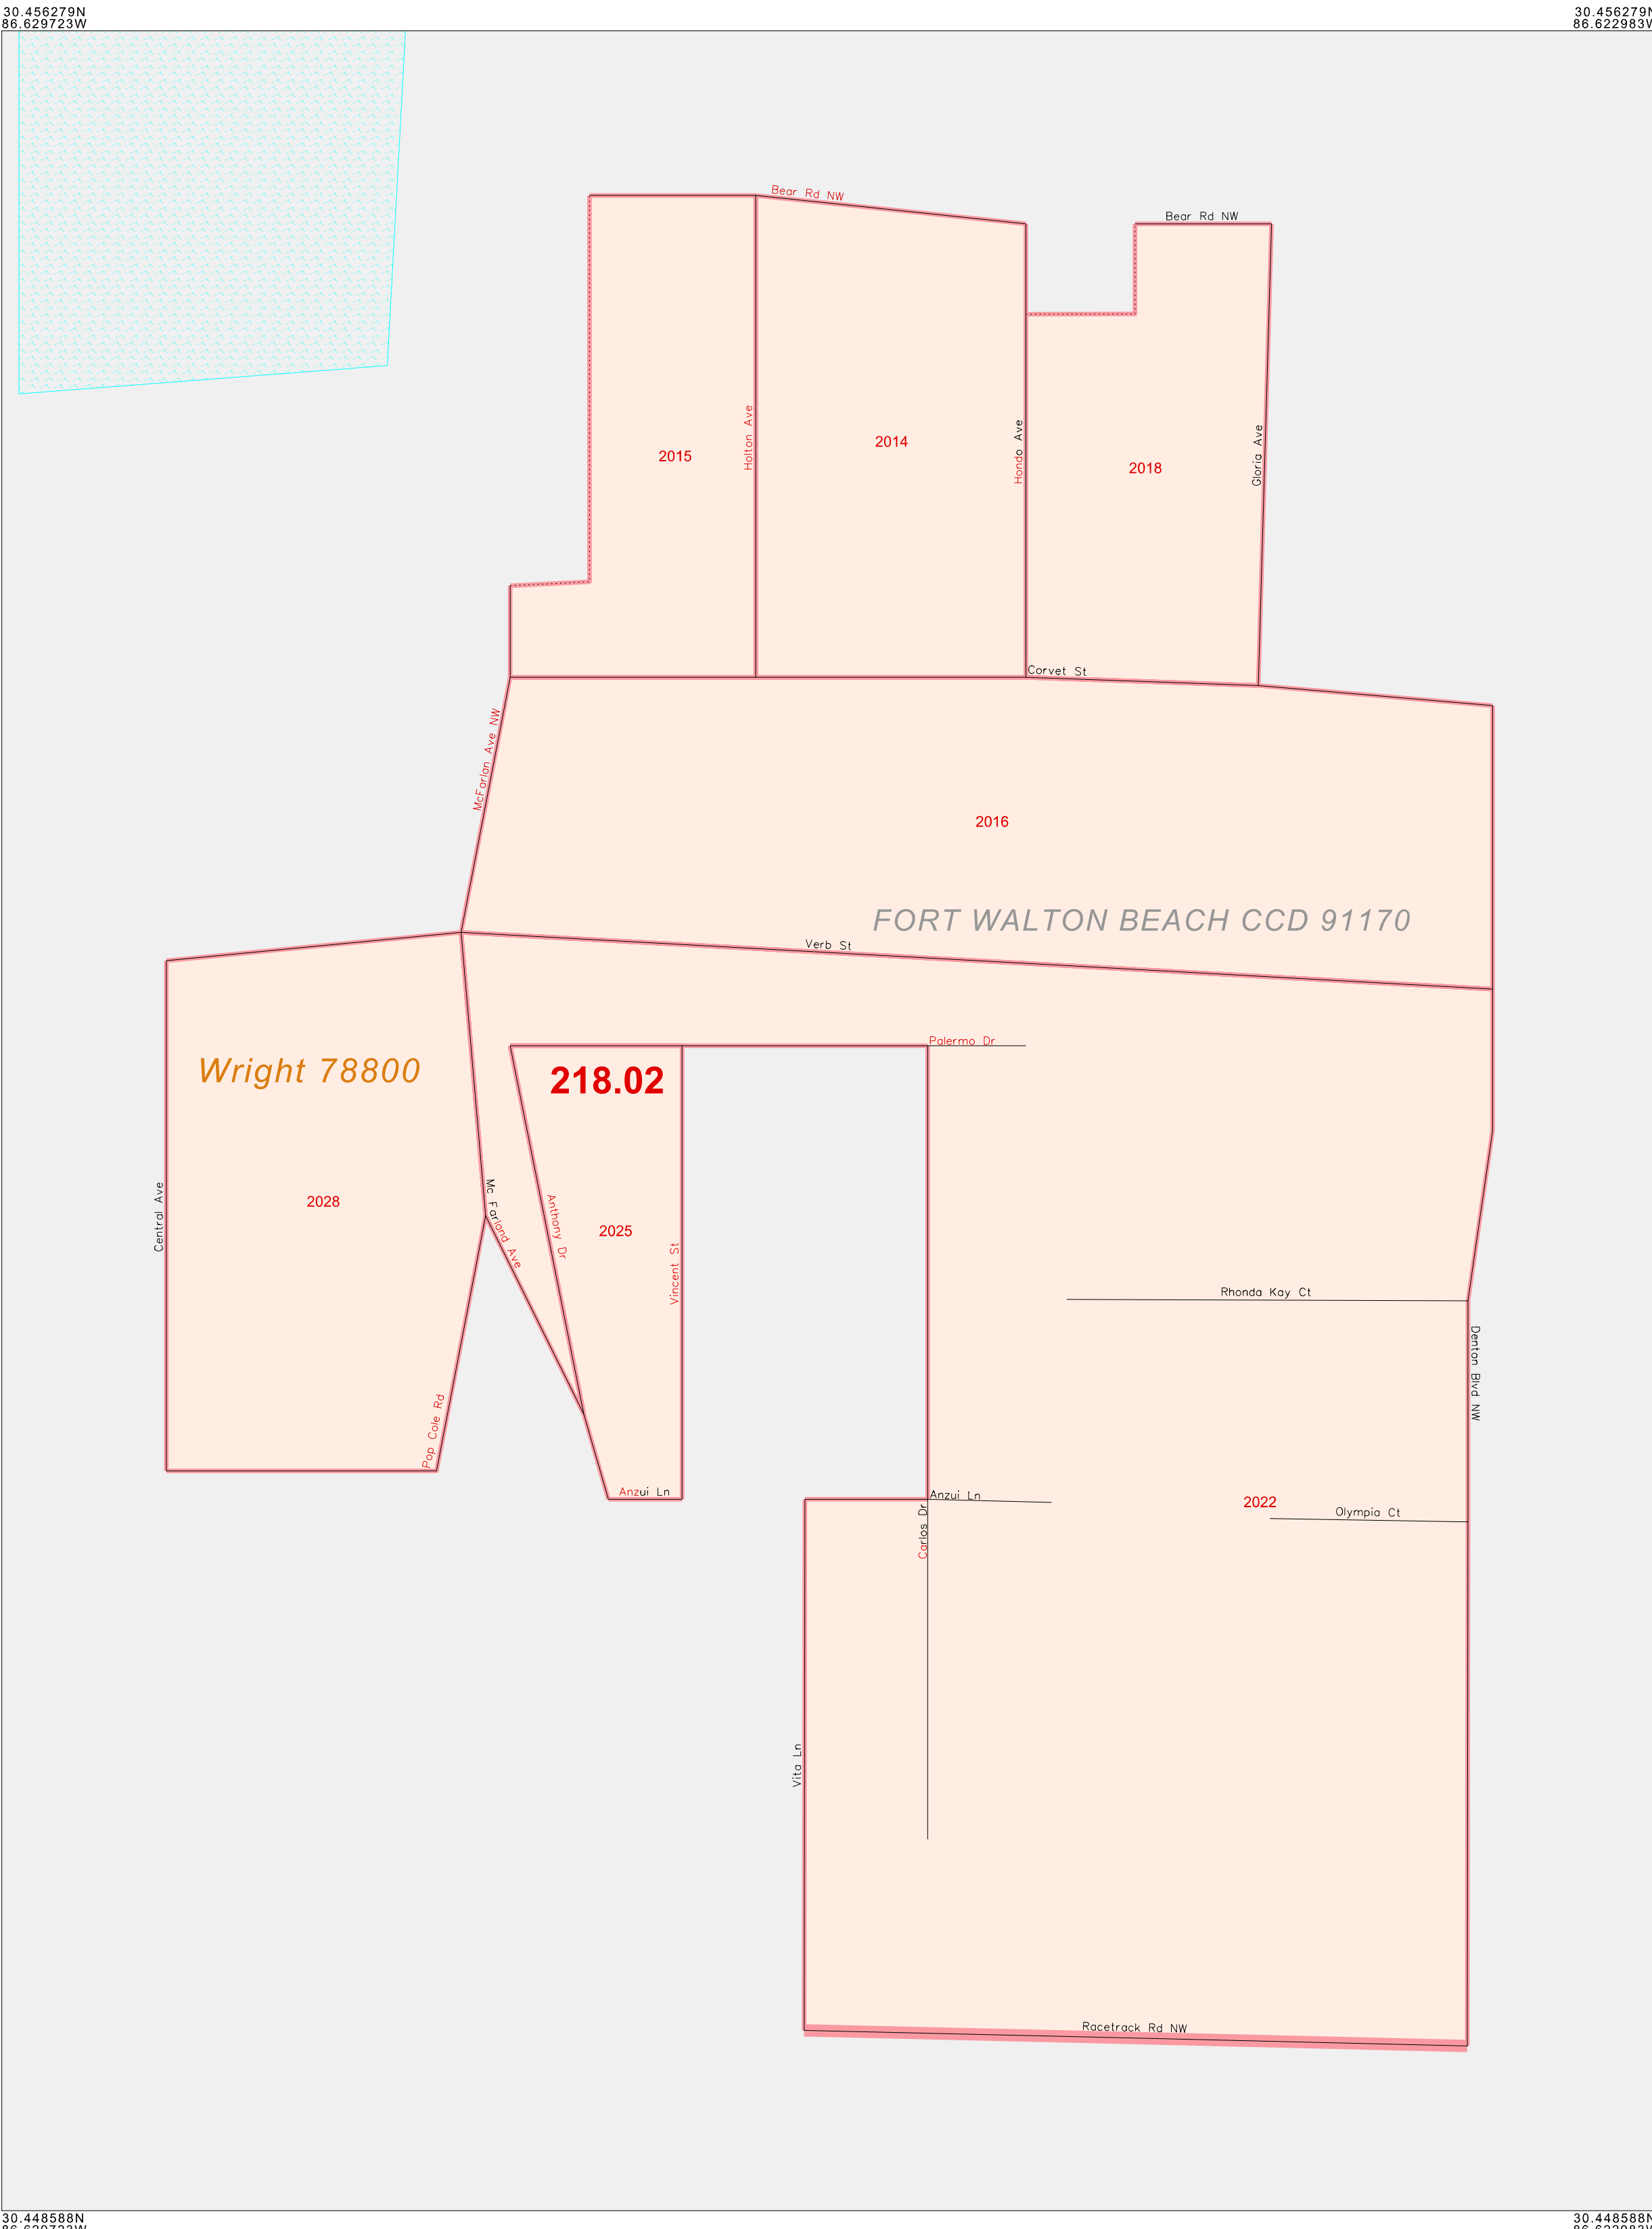 30.456279N
86.629723W
30.456279N
86.622983W
Bear Rd NW
Bear Rd NW
Holton Ave
Hondo Ave
Gloria Ave
2015
2014
2018
Corvet St
McFarlan Ave NW
2016
FORT WALTON BEACH CCD 91170
Verb St
Palermo Dr
Wright 78800
218.02
Central Ave
2028
Mc Farland Ave
Anthony Dr
2025
Vincent St
Rhonda Kay Ct
Denton Blvd NW
Pop Cole Rd
Anzui Ln
Anzui Ln
Carlos Dr
2022
Olympia Ct
Vita Ln
Racetrack Rd NW
30.448588N
86.629723W
30.448588N
86.622983W